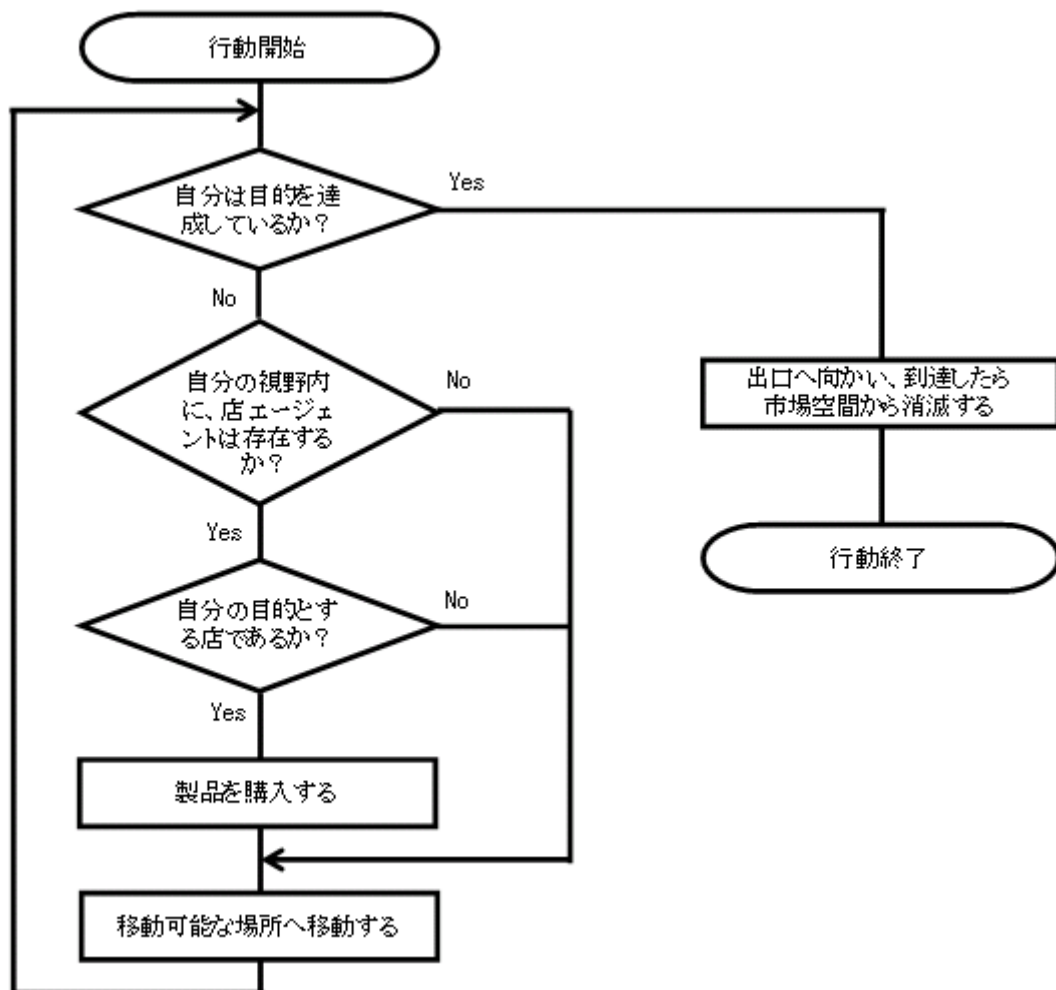 行動開始
自分は目的を達
成しているか？
Yes
No
自分の視野内
に、店エージェ
ントは存在する
か？
No
出口へ向かい、到達したら
市場空間から消滅する
Yes
行動終了
自分の目的とす
る店であるか？
No
Yes
製品を購入する
移動可能な場所へ移動する